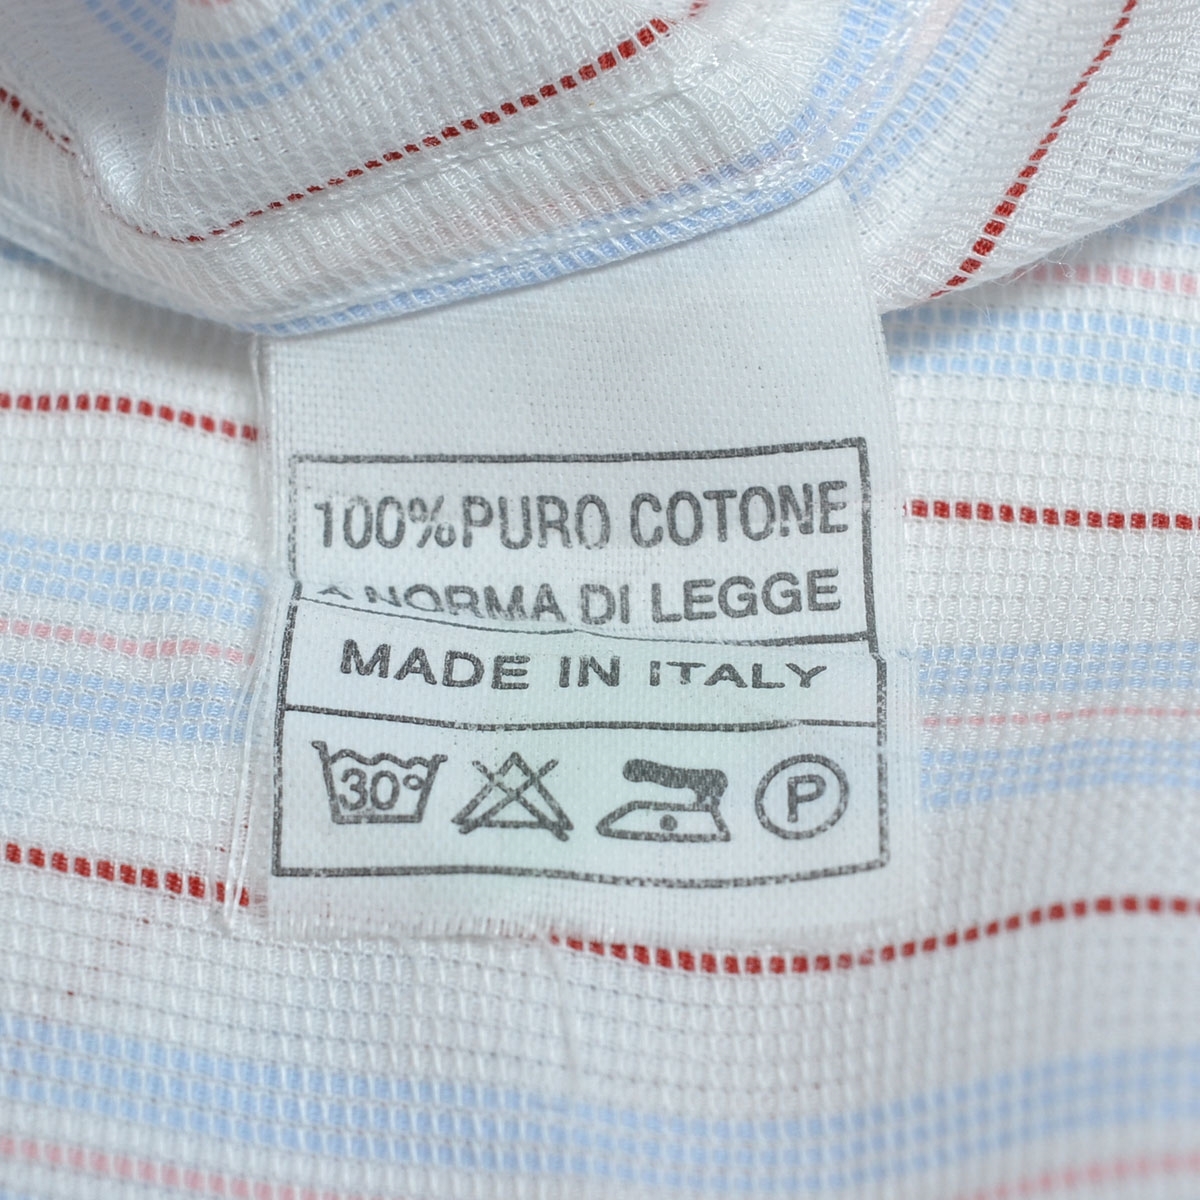 100% PURO COTONE
A NORMA DI LEGGE
MADE IN ITALY
30°
P